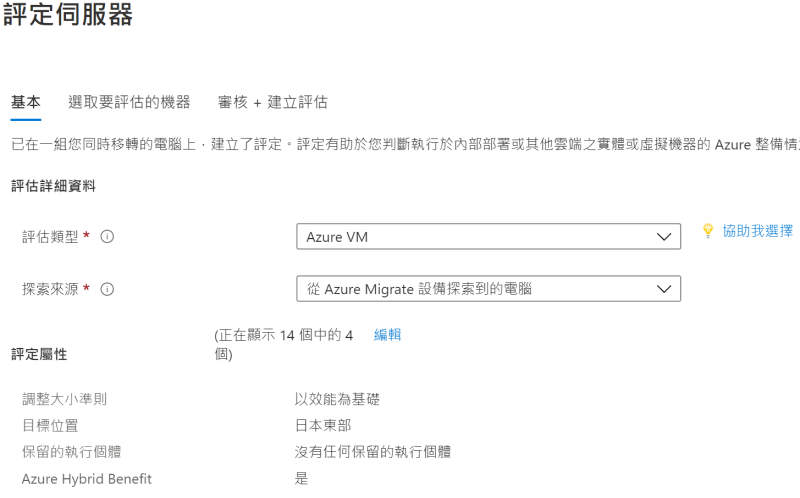 評定伺服器
基本 選取要評估的機器 審核 + 建立評估
已在一組您同時移轉的電腦上，建立了評定。評定有助於您判斷執行於內部部署或其他雲端之實體或虛擬機器的 Azure 整備情
評估詳細資料
評估類型 * Azure VM 協助我選擇
探索來源 * 從 Azure Migrate 設備探索到的電腦
(正在顯示 14 個中的 4 編輯
評定屬性 個)
調整大小準則 以效能為基礎
目標位置 日本東部
保留的執行個體 沒有任何保留的執行個體
Azure Hybrid Benefit 是